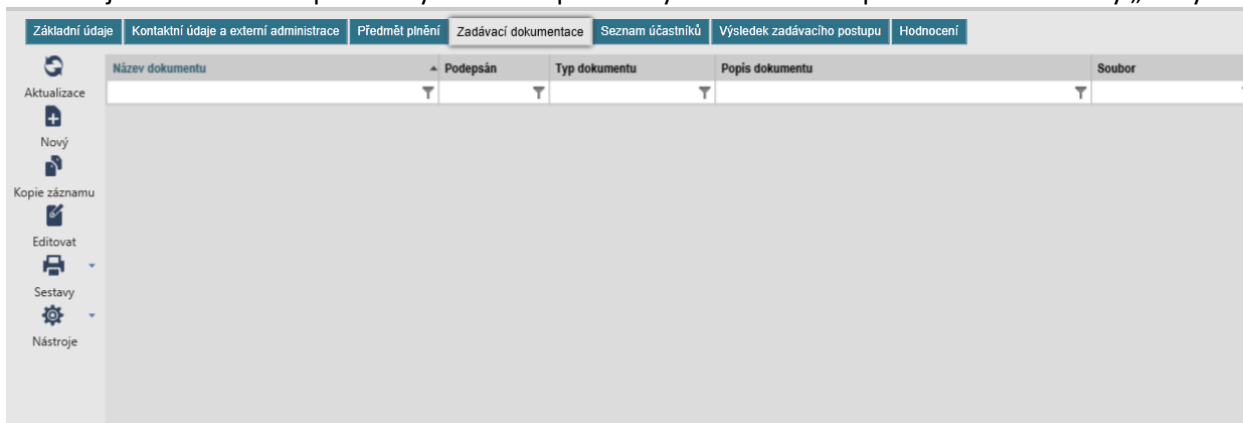 Základní údaje Kontaktní údaje a externí administrace Předmět plnění Zadávací dokumentace Seznam účastníků Výsledek zadávacího postupu Hodnocení
Název dokumentu Podepsán Typ dokumentu Popis dokumentu Soubor
Aktualizace
Nový
Kopie záznamu
Editovat
Sestavy
Nástroje